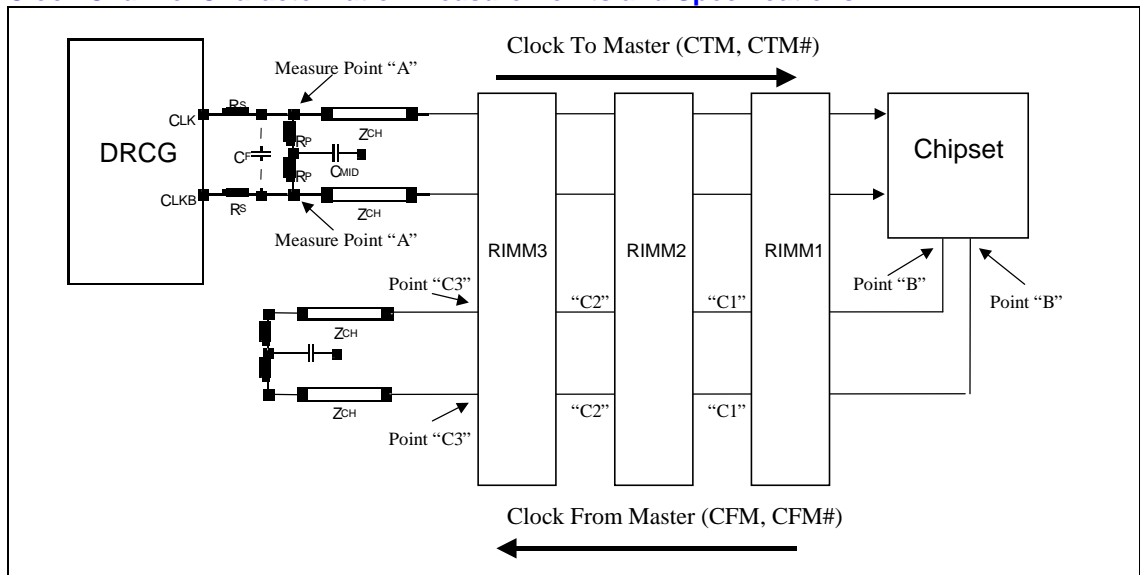 Clock To Master (CTM, CTM#)
Measure Point “A”
RS
CLK
ZCH
RP
DRCG
CF
CMID
RP
Chipset
CLKB
RS
ZCH
Measure Point “A”
RIMM3
RIMM2
RIMM1
Point “B”
Point “B”
Point “C3”
“C2”
“C1”
ZCH
ZCH
“C2”
“C1”
Point “C3”
Clock From Master (CFM, CFM#)